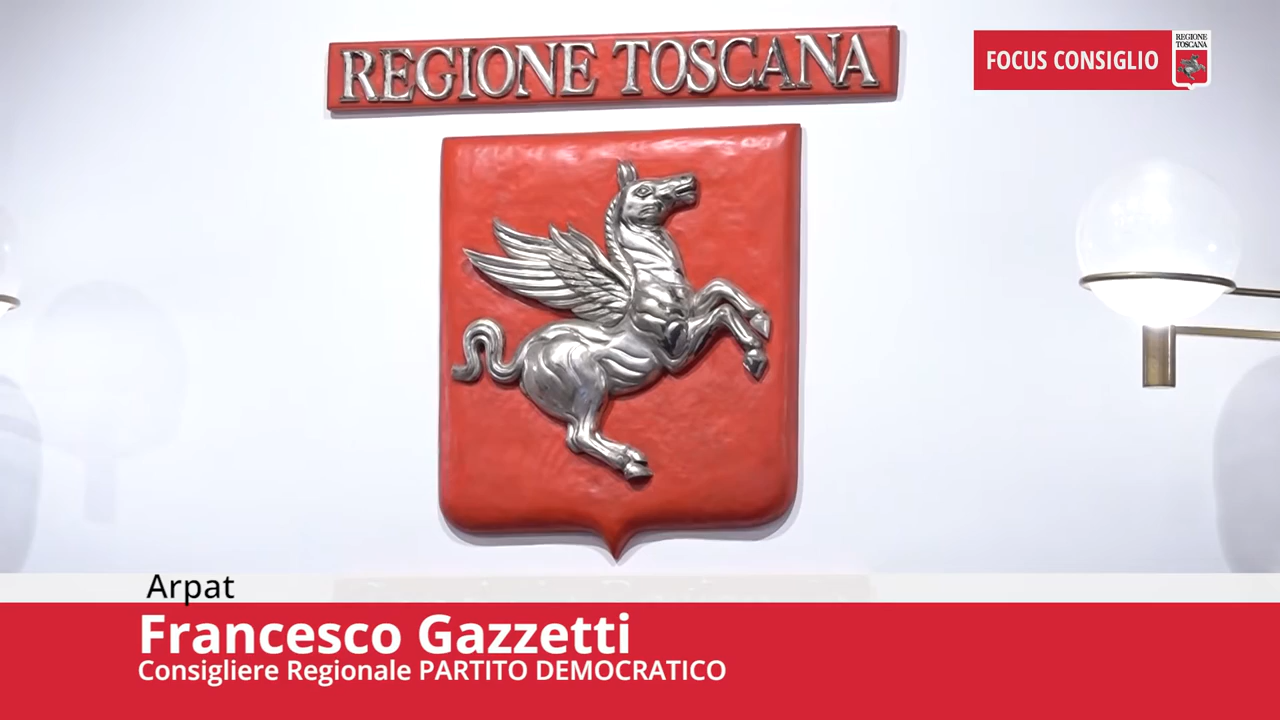 REGIONE TOSCANA
FOCUS CONSIGLIO
REGIONE
TOSCANA
Arpat
Francesco Gazzetti
Consigliere Regionale PARTITO DEMOCRATICO